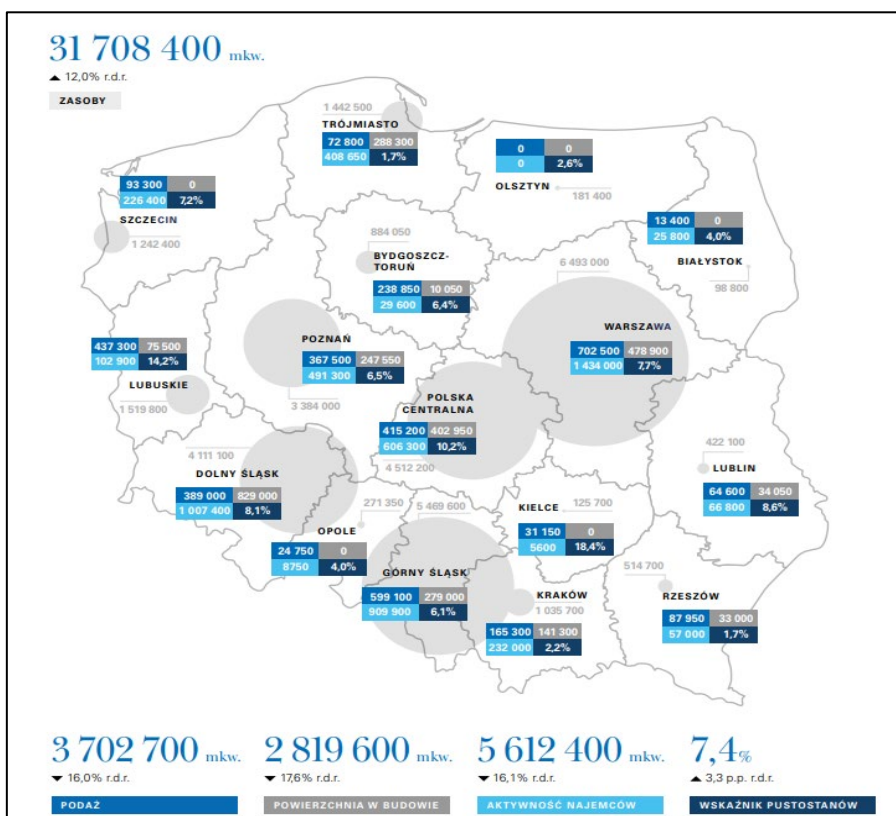 31 708 400 mkw.
▲ 12,0% r.d.r.
ZASOBY
1 442 500
TRÓJMIASTO
72 800 288 300
408 650 1,7%
0 0
0 2,6%
OLSZTYN
181 400
93 300 0
226 400 7,2%
SZCZECIN
1 242 400
13 400 0
25 800 4,0%
BIAŁYSTOK
98 800
884 050
BYDGOSZCZ-
TORUŃ
238 850 10 050
29 600 6,4%
6 493 000
WARSZAWA
702 500 478 900
1 434 000 7,7%
437 300 75 500
102 900 14,2%
LUBUSKIE
1 519 800
POZNAŃ
367 500 247 550
491 300 6,5%
3 384 000
POLSKA
CENTRALNA
415 200 402 950
606 300 10,2%
4 512 200
4 111 100
DOLNY ŚLĄSK
389 000 829 000
1 007 400 8,1%
422 100
LUBLIN
64 600 34 050
66 800 8,6%
271 350
OPOLE
24 750 0
8750 4,0%
5 469 600
GÓRNY ŚLĄSK
599 100 279 000
909 900 6,1%
KIELCE
125 700
31 150 0
5600 18,4%
KRAKÓW
1 035 700
165 300 141 300
232 000 2,2%
514 700
RZESZÓW
87 950 33 000
57 000 1,7%
3 702 700 mkw.
▼ 16,0% r.d.r.
PODAŻ
2 819 600 mkw.
▼ 17,6% r.d.r.
POWIERZCHNIA W BUDOWIE
5 612 400 mkw.
▼ 16,1% r.d.r.
AKTYWNOŚĆ NAJEMCÓW
7,4%
▲ 3,3 p.p. r.d.r.
WSKAŹNIK PUSTOSTANÓW